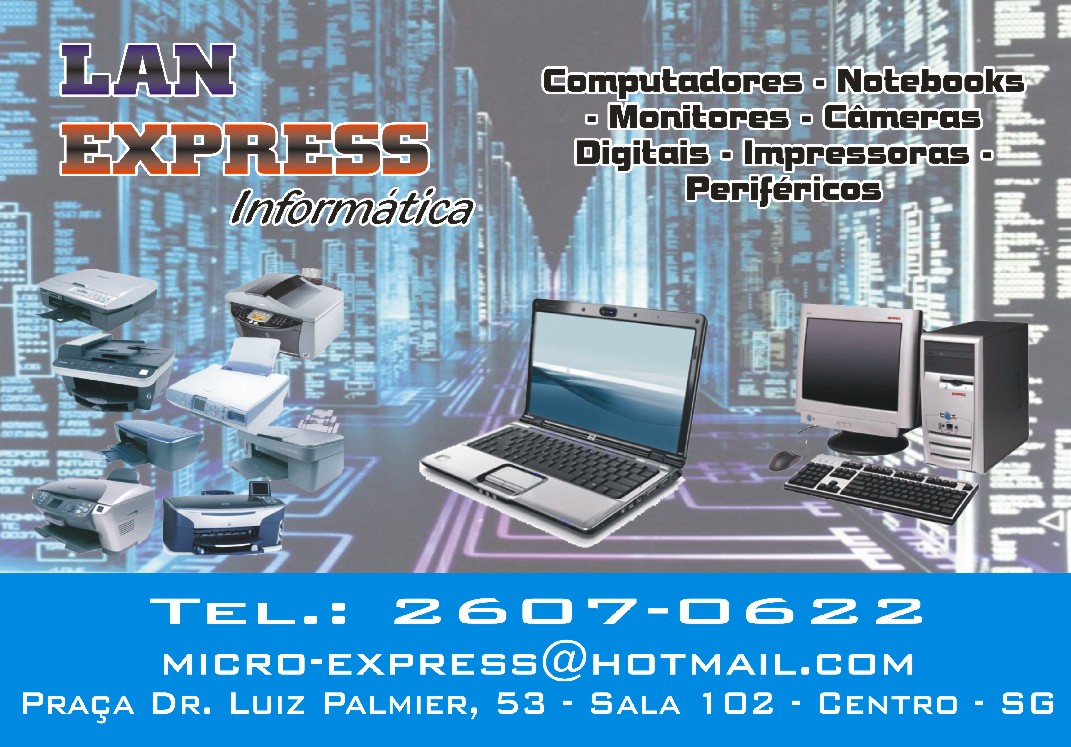 LAN
EXPRESS
Informática
Computadores - Notebooks
- Monitores - Câmeras
Digitais - Impressoras -
Periféricos
Tel.: 2607-0622
micro-express@hotmail.com
Praça Dr. Luiz Palmier, 53 - Sala 102 - Centro - SG